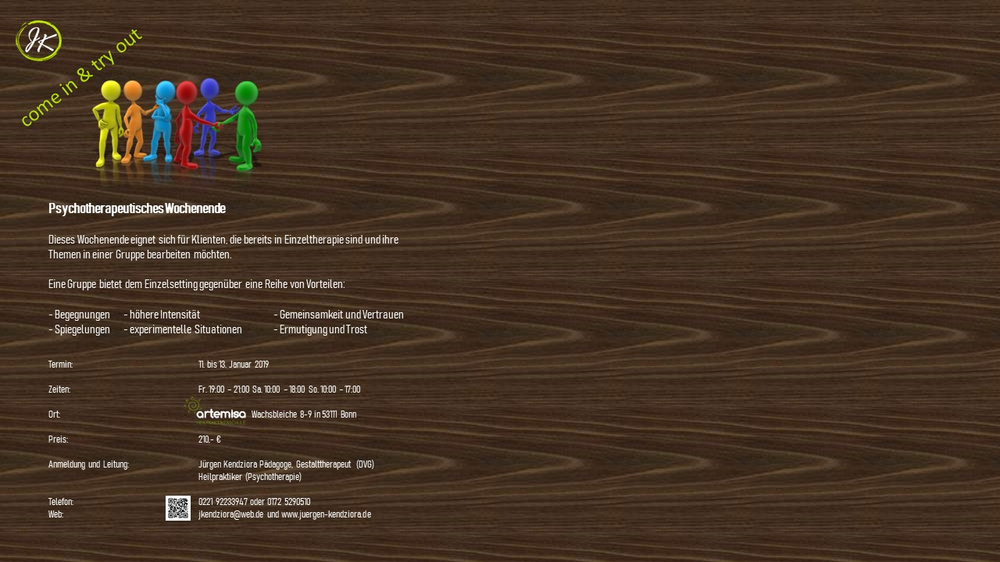 JK
come in & try out
Psychotherapeutisches Wochenende
Dieses Wochenende eignet sich für Klienten, die bereits in Einzeltherapie sind und ihre
Themen in einer Gruppe bearbeiten möchten.
Eine Gruppe bietet dem Einzelsetting gegenüber eine Reihe von Vorteilen:
- Begegnungen - höhere Intensität - Gemeinsamkeit und Vertrauen
- Spiegelungen - experimentelle Situationen - Ermutigung und Trost
Termin: 11. bis 13. Januar 2019
Zeiten: Fr. 19:00 – 21:00 Sa. 10:00 – 18:00 So. 10:00 – 17:00
Ort: artemisa Wachsbleiche 8-9 in 53111 Bonn
Preis: 210,- €
Anmeldung und Leitung: Jürgen Kendziora Pädagoge, Gestalttherapeut (DVG)
Heilpraktiker (Psychotherapie)
Telefon: 0221 92233947 oder 0172 5290510
Web: jkendziora@web.de und www.juergen-kendziora.de